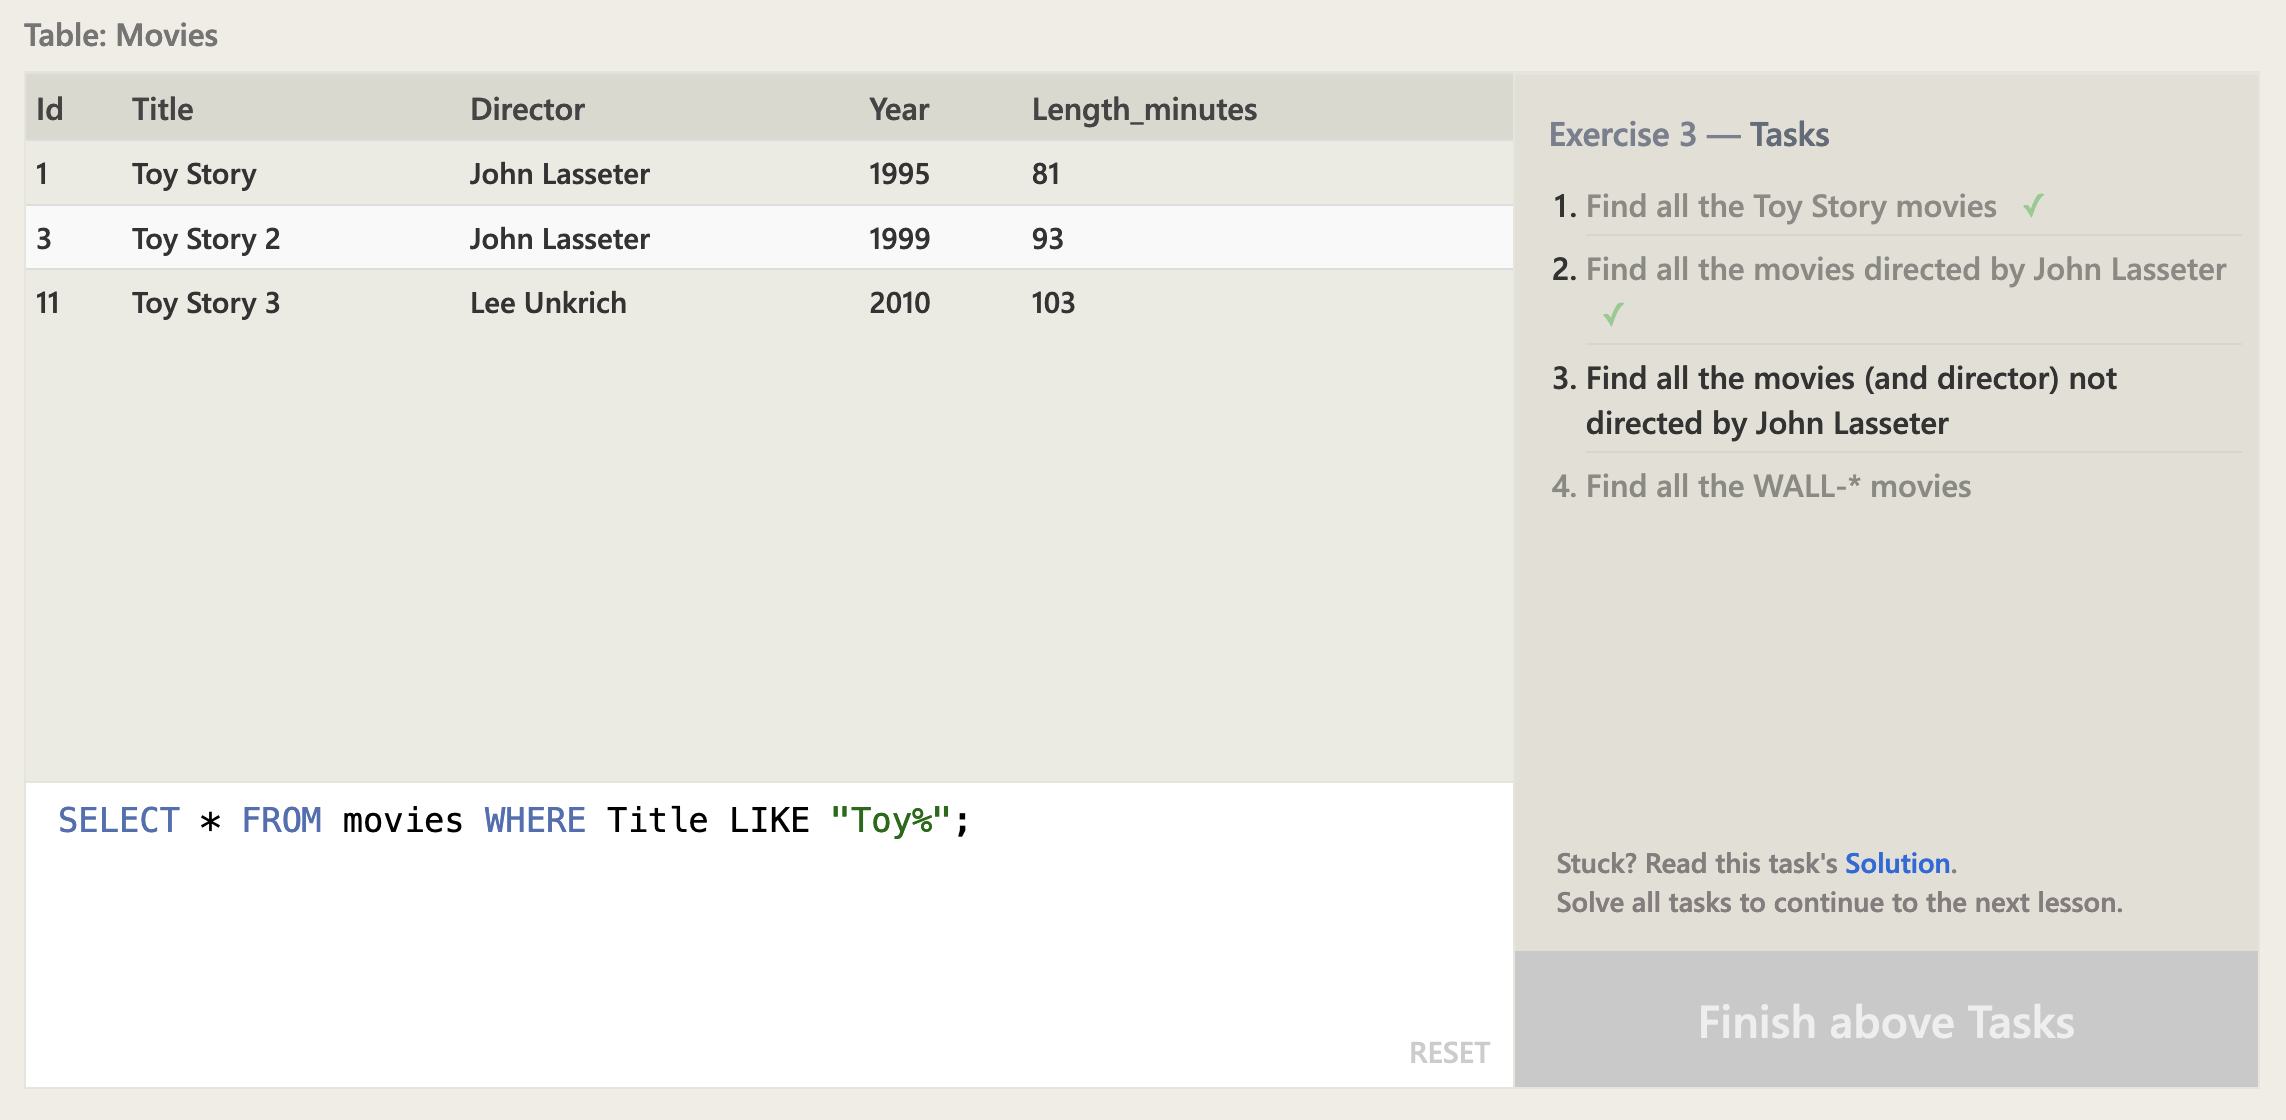 Table: Movies
Id Title Director Year Length_minutes
1 Toy Story John Lasseter 1995 81
3 Toy Story 2 John Lasseter 1999 93
11 Toy Story 3 Lee Unkrich 2010 103
SELECT * FROM movies WHERE Title LIKE "Toy%";
RESET
Exercise 3 — Tasks
1. Find all the Toy Story movies ✓
2. Find all the movies directed by John Lasseter
✓
3. Find all the movies (and director) not
directed by John Lasseter
4. Find all the WALL-* movies
Stuck? Read this task's Solution.
Solve all tasks to continue to the next lesson.
Finish above Tasks